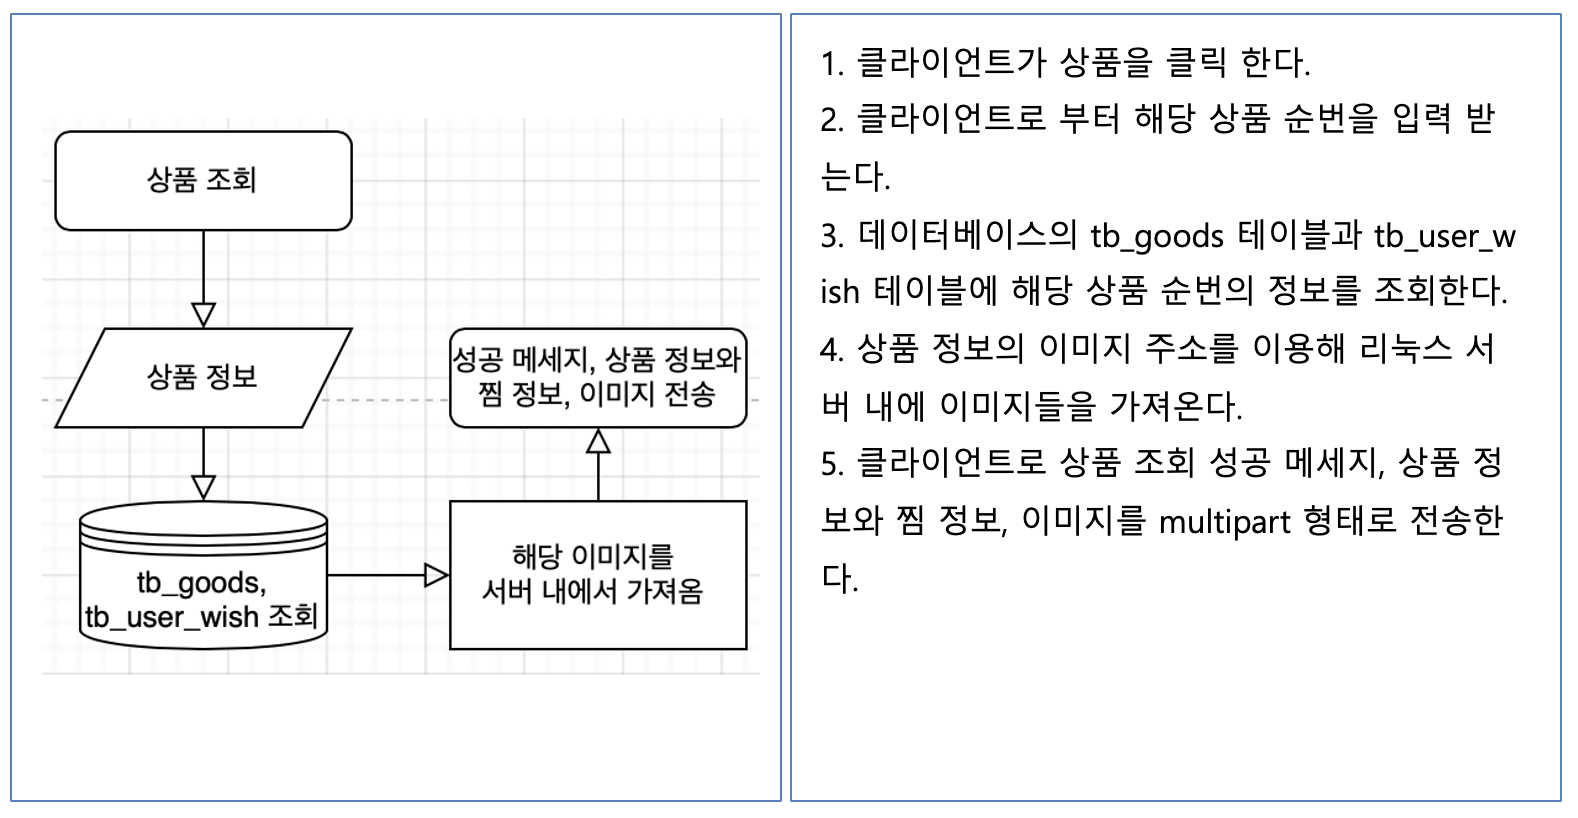 상품 조회
상품 정보
tb_goods,
tb_user_wish 조회
해당 이미지를
서버 내에서 가져옴
성공 메세지, 상품 정보와
찜 정보, 이미지 전송
1. 클라이언트가 상품을 클릭 한다.
2. 클라이언트로 부터 해당 상품 순번을 입력 받
는다.
3. 데이터베이스의 tb_goods 테이블과 tb_user_w
ish 테이블에 해당 상품 순번의 정보를 조회한다.
4. 상품 정보의 이미지 주소를 이용해 리눅스 서
버 내에 이미지들을 가져온다.
5. 클라이언트로 상품 조회 성공 메세지, 상품 정
보와 찜 정보, 이미지를 multipart 형태로 전송한
다.